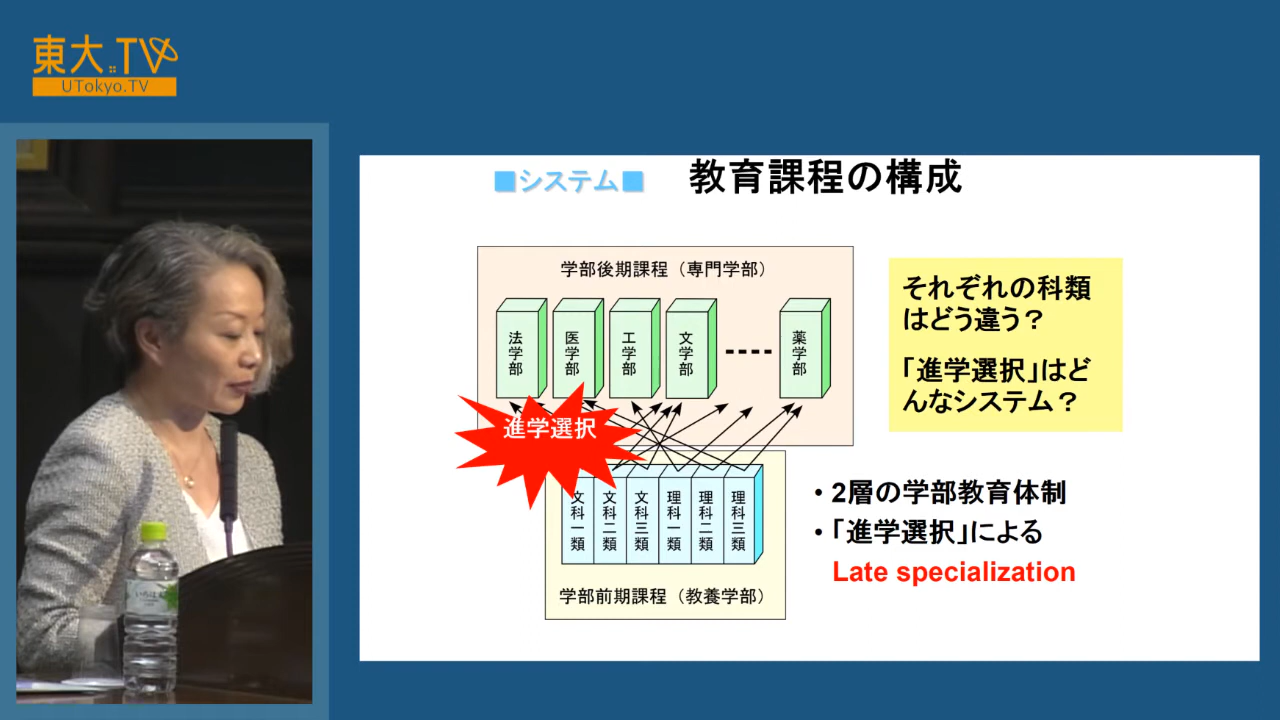 東大.TV
UTokyo.TV
■システム■ 教育課程の構成
学部後期課程（専門学部）
法学部
医学部
工学部
文学部
薬学部
進学選択
文科一類
文科二類
文科三類
理科一類
理科二類
理科三類
学部前期課程（教養学部）
それぞれの科類
はどう違う？
「進学選択」はど
んなシステム？
・2層の学部教育体制
・「進学選択」による
Late specialization